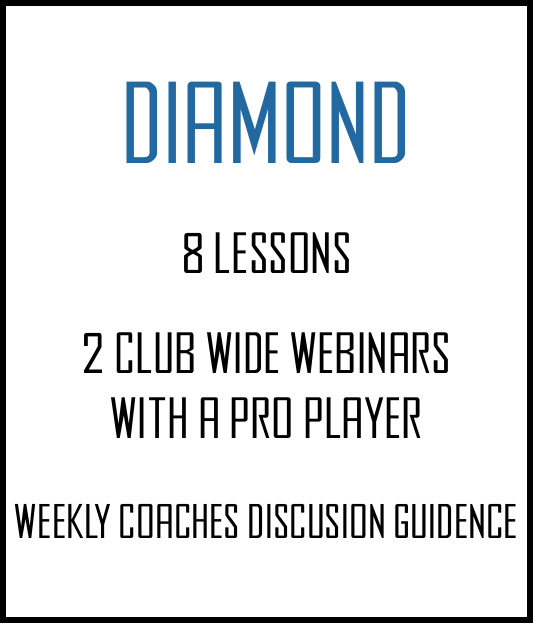 DIAMOND
8 LESSONS
2 CLUB WIDE WEBINARS
WITH A PRO PLAYER
WEEKLY COACHES DISCUSION GUIDENCE